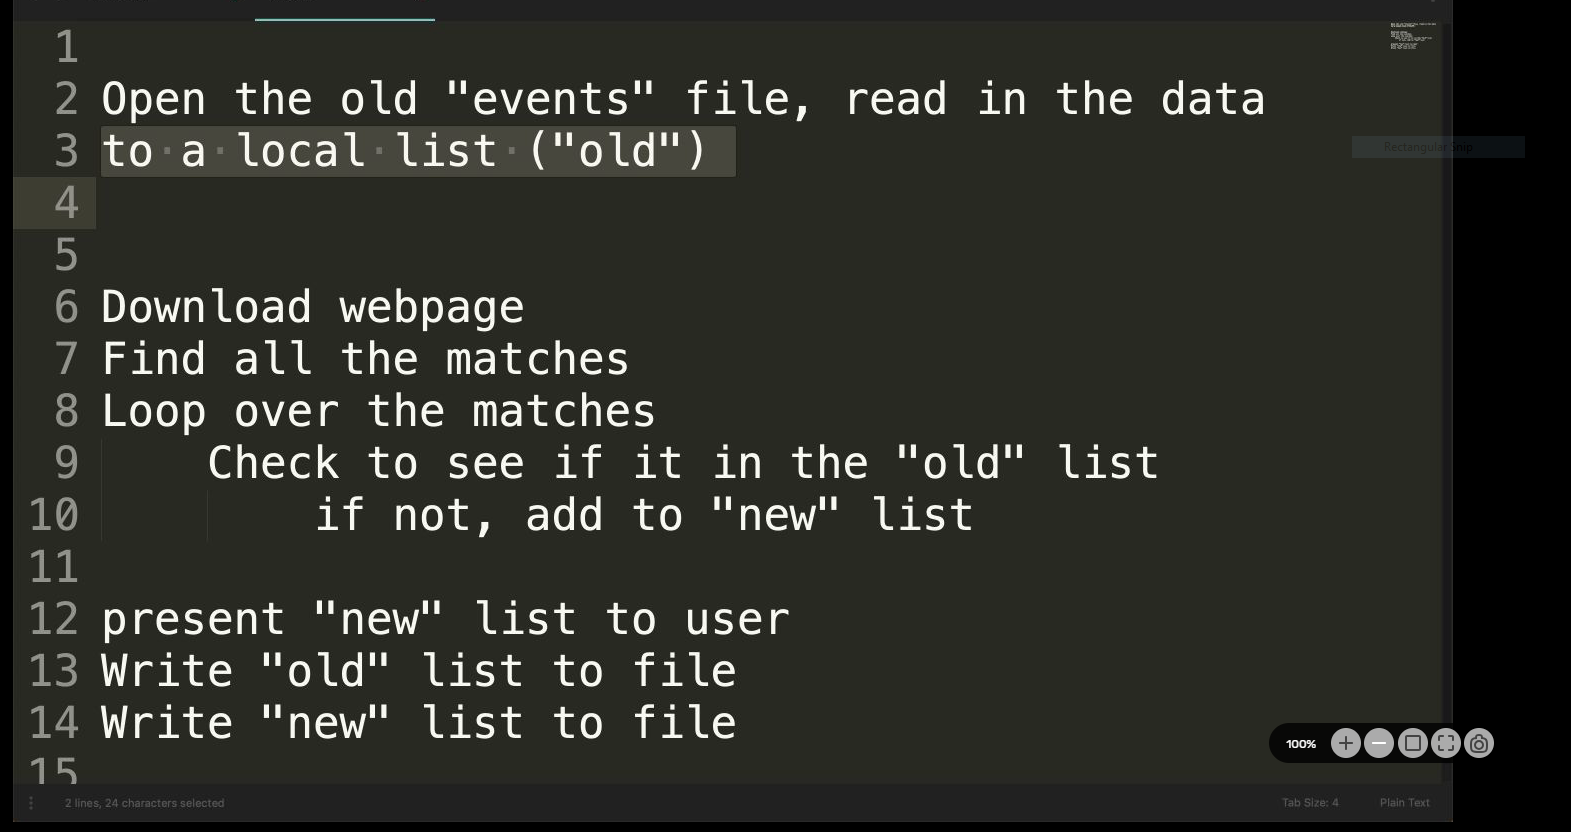 1
2 Open the old "events" file, read in the data
3 to·a·local·list·("old")
4
5
6 Download webpage
7 Find all the matches
8 Loop over the matches
9     Check to see if it in the "old" list
10         if not, add to "new" list
11
12 present "new" list to user
13 Write "old" list to file
14 Write "new" list to file
15
Rectangular Snip
100%
2 lines, 24 characters selected
Tab Size: 4
Plain Text